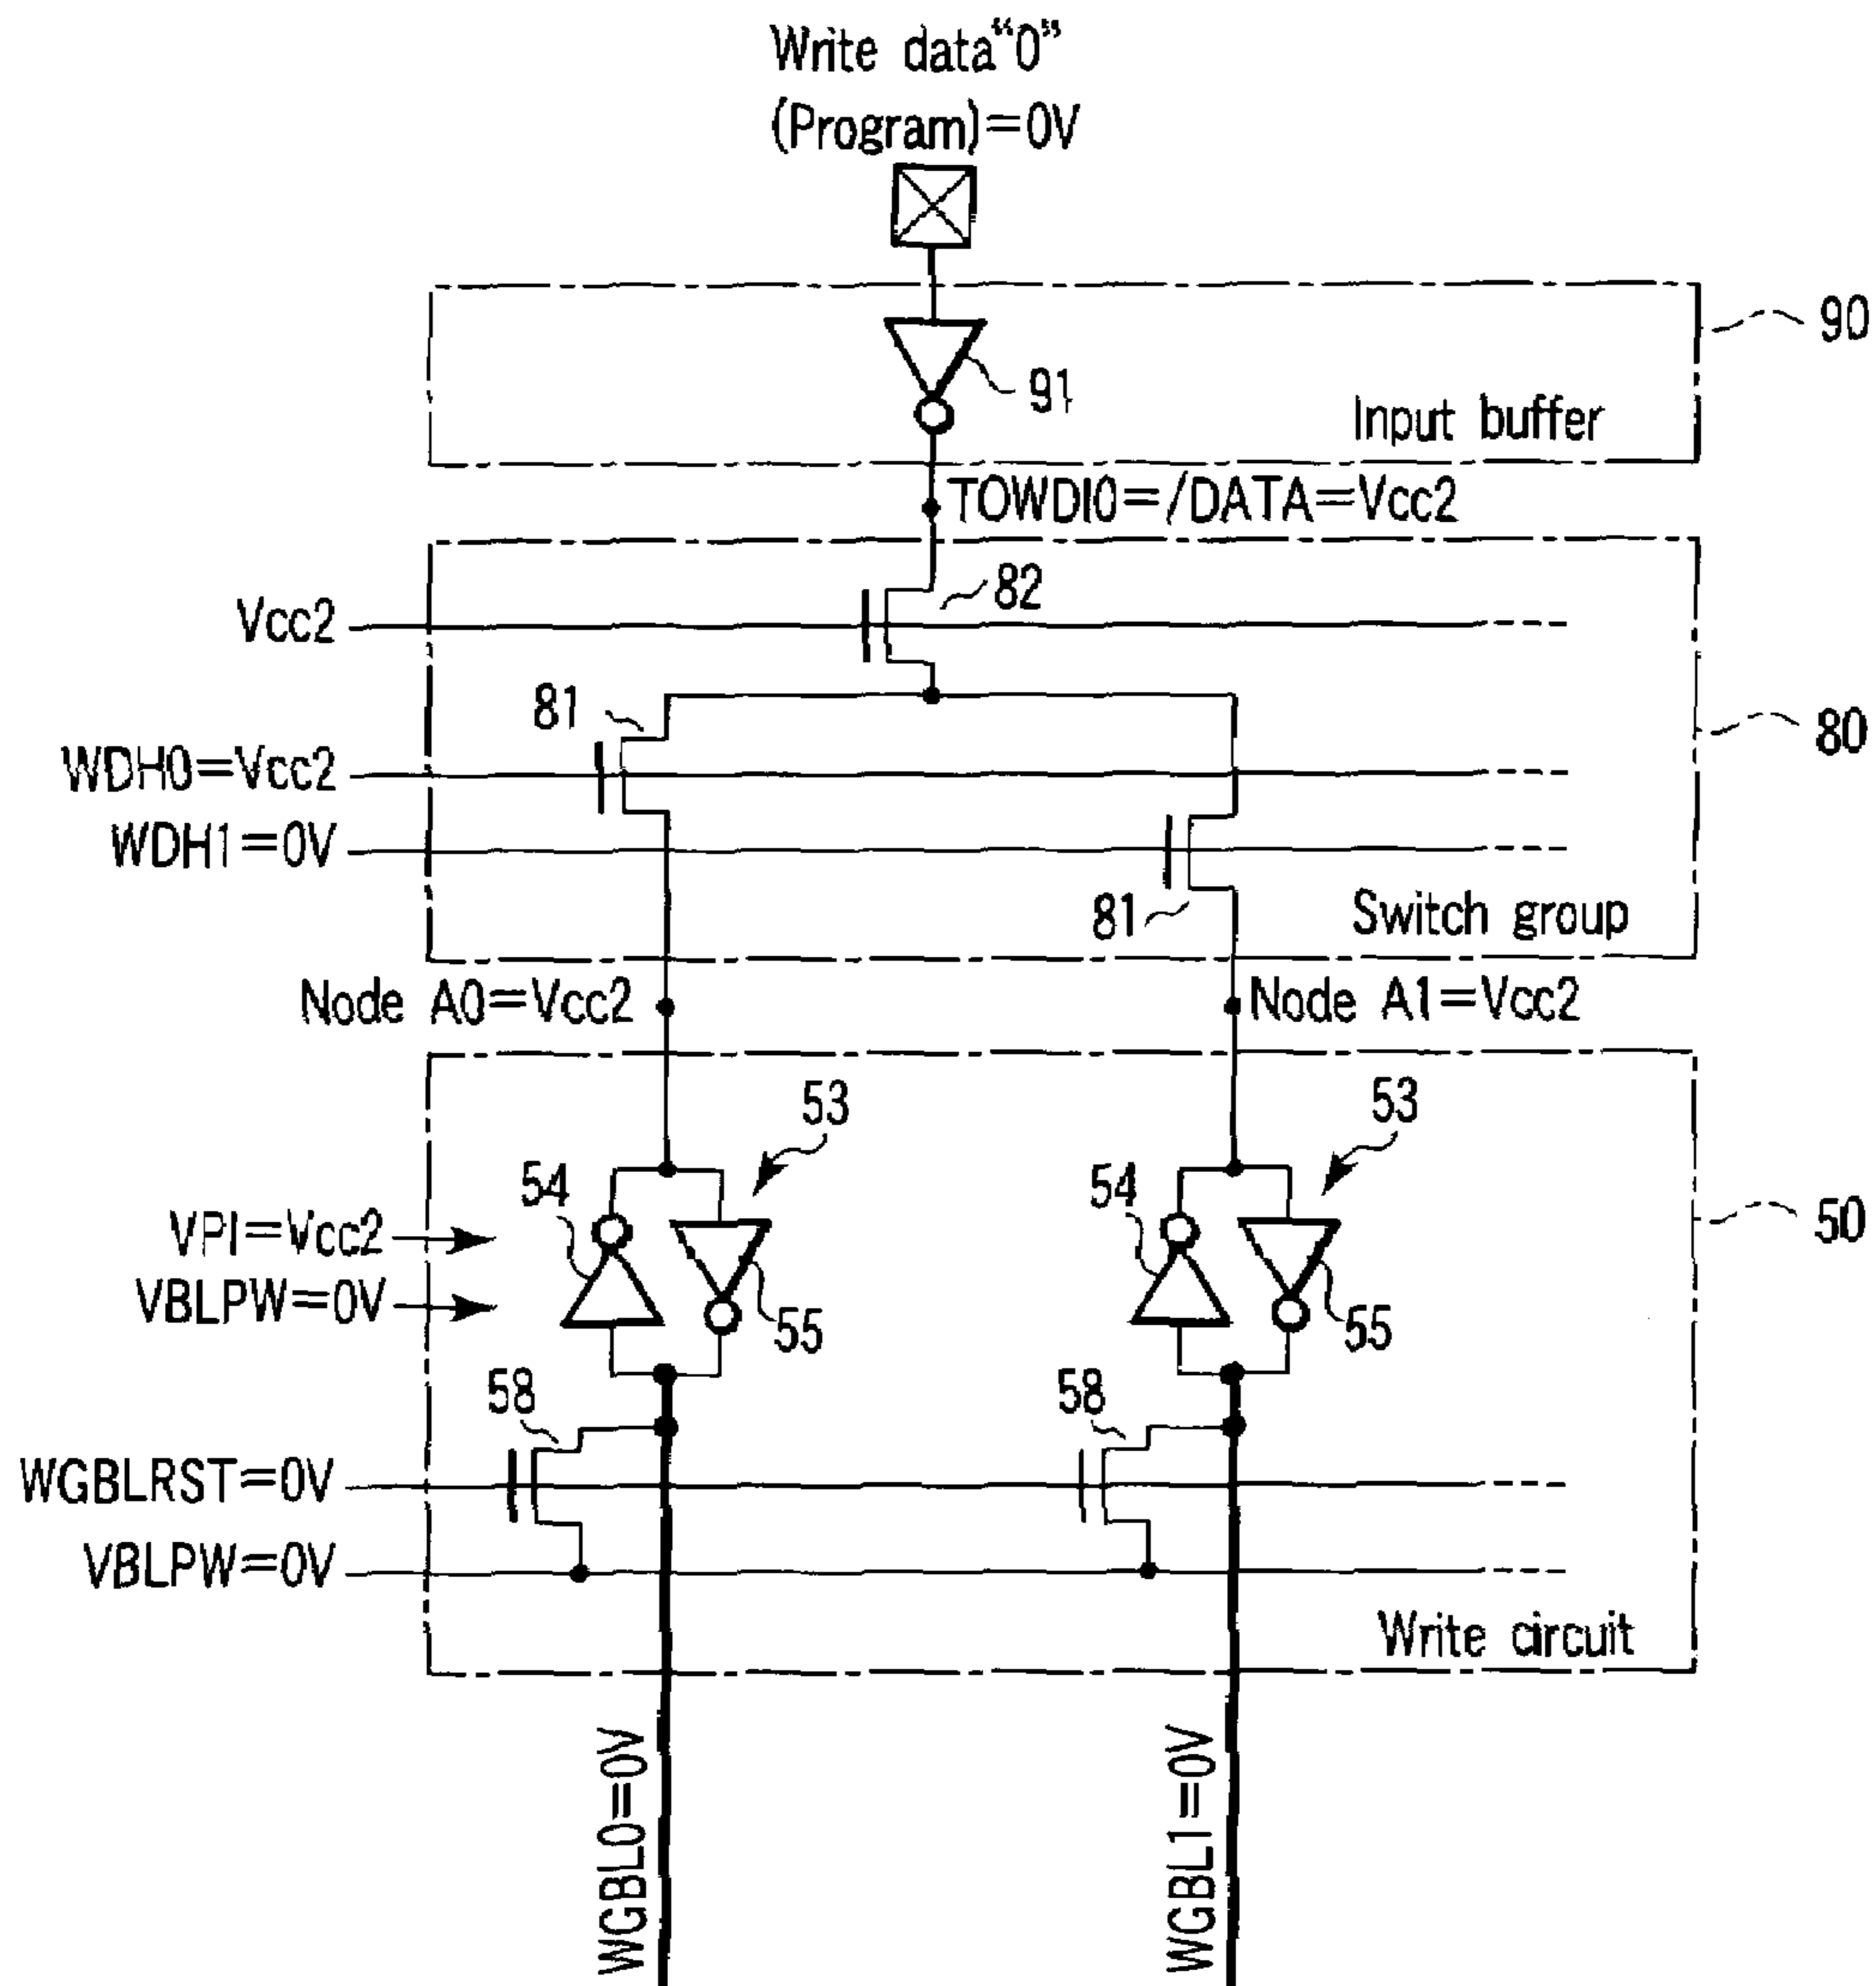 Write data“0”
(Program)=0V
90
91
Input buffer
TOWDI0=/DATA=Vcc2
82
Vcc2
81
80
WDH0=Vcc2
WDH1=0V
81
Switch group
Node A0=Vcc2
Node A1=Vcc2
53
53
54
54
50
VPI=Vcc2
VBLPW=0V
55
55
58
58
WGBLRST=0V
VBLPW=0V
Write circuit
WGBL0=0V
WGBL1=0V